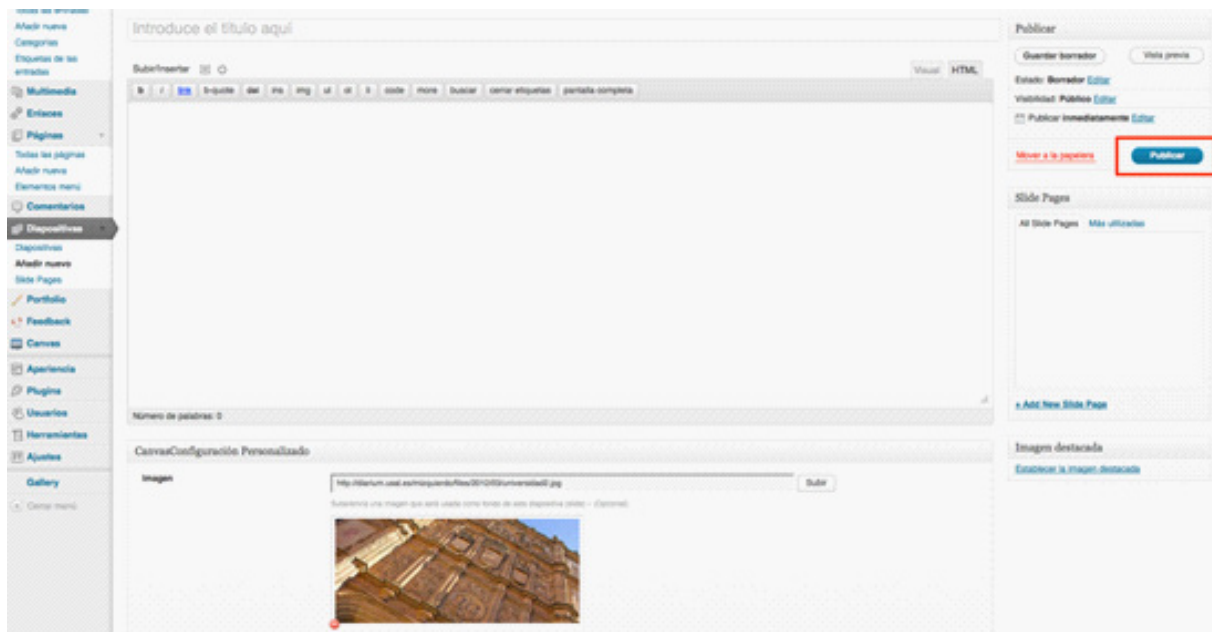 Todas las entradas
Añadir nueva
Categorías
Etiquetas de las
entradas
Multimedia
Enlaces
Páginas
Todas las páginas
Añadir nueva
Elementos menú
Comentarios
Diapositivas
Diapositivas
Añadir nuevo
Slide Pages
Portfolio
Feedback
Canvas
Apariencia
Plugins
Usuarios
Herramientas
Ajustes
Gallery
Cerrar menú
Introduce el título aquí
Subir/Insertar
Visual HTML
b i link b-quote del ins img ul ol li code more buscar cerrar etiquetas pantalla completa
Número de palabras: 0
CanvasConfiguración Personalizado
Imagen
Subir
Publicar
Guardar borrador Vista previa
Estado: Borrador Editar
Visibilidad: Público Editar
Publicar inmediatamente Editar
Mover a la papelera Publicar
Slide Pages
All Slide Pages Más utilizadas
+ Add New Slide Page
Imagen destacada
Establecer la imagen destacada